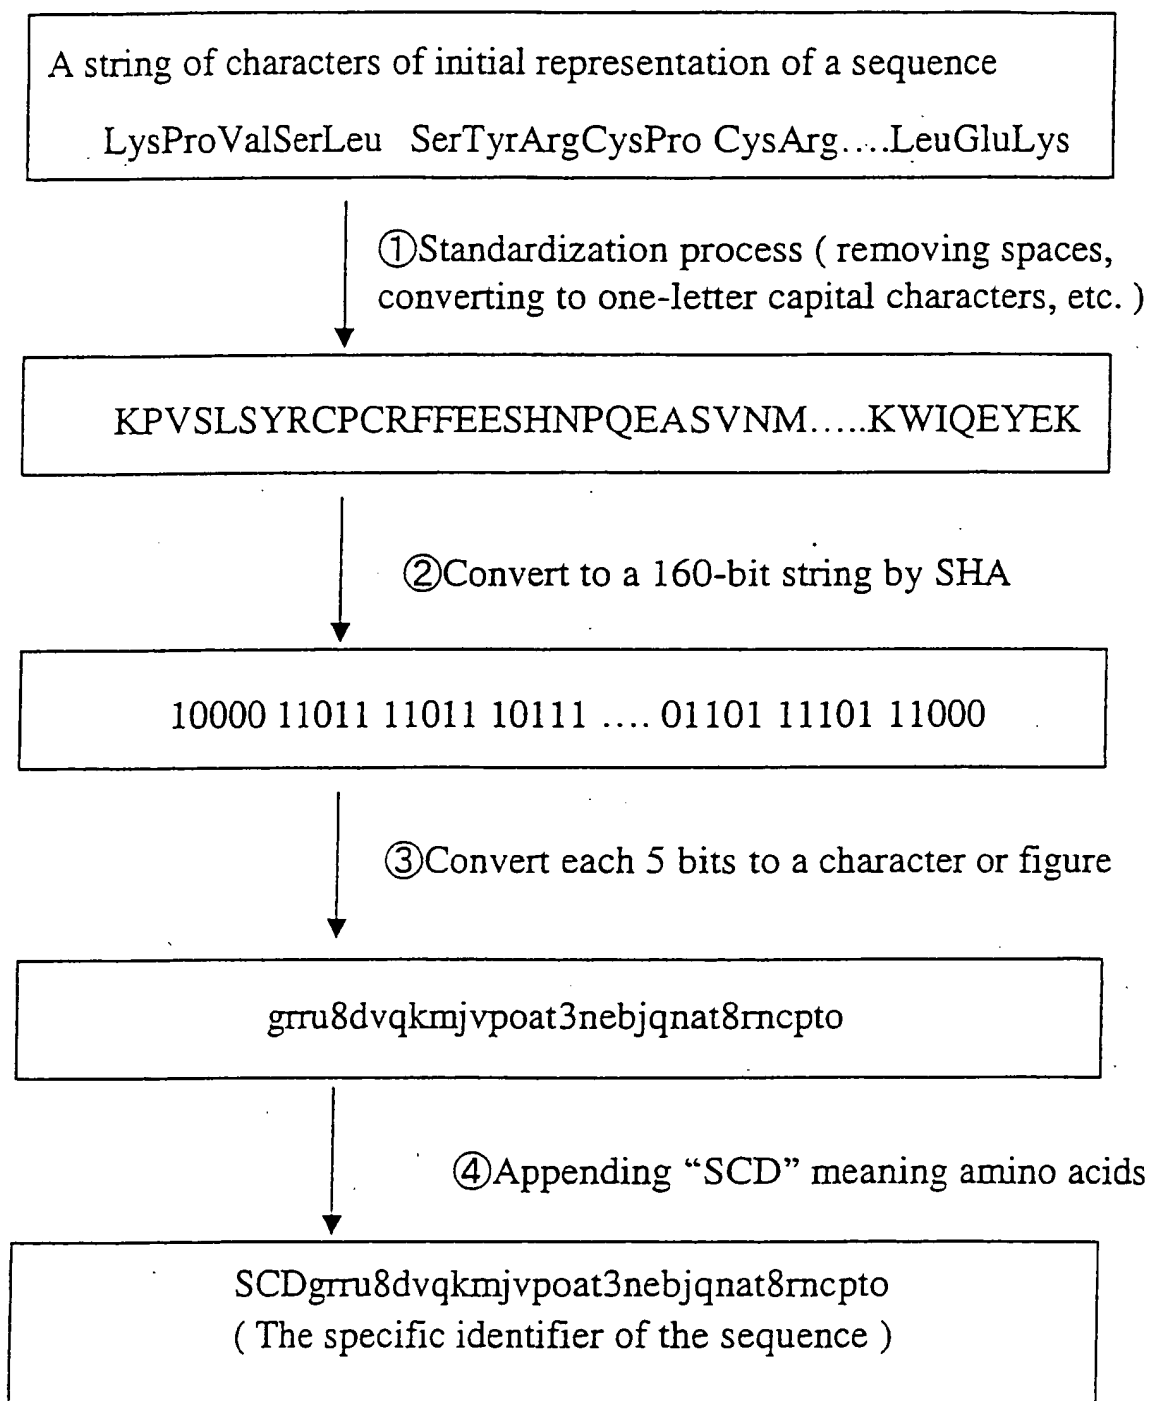 A string of characters of initial representation of a sequence
LysProValSerLeu SerTyrArgCysPro CysArg....LeuGluLys
①Standardization process ( removing spaces,
converting to one-letter capital characters, etc. )
KPVSLSYRCPCRFFEESHNPQEASVNM.....KWIQEYEK
②Convert to a 160-bit string by SHA
10000 11011 11011 10111 .... 01101 11101 11000
③Convert each 5 bits to a character or figure
grru8dvqkmjvpoat3nebjqnat8rncpto
④Appending “SCD” meaning amino acids
SCDgrru8dvqkmjvpoat3nebjqnat8rncpto
( The specific identifier of the sequence )